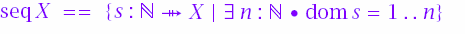 seq X == {s : ℕ ⇻ X | ∃ n : ℕ • dom s = 1 . . n}